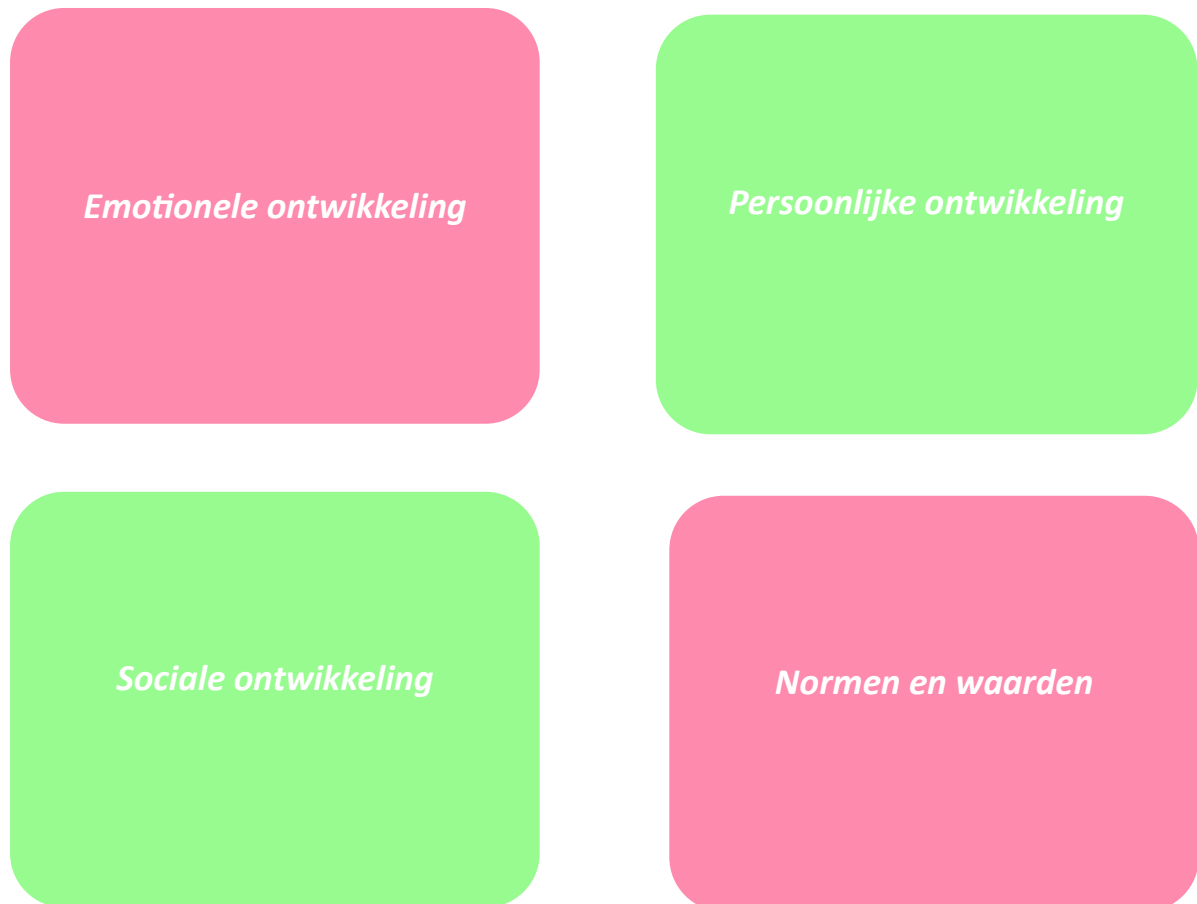 Emotionele ontwikkeling
Persoonlijke ontwikkeling
Sociale ontwikkeling
Normen en waarden